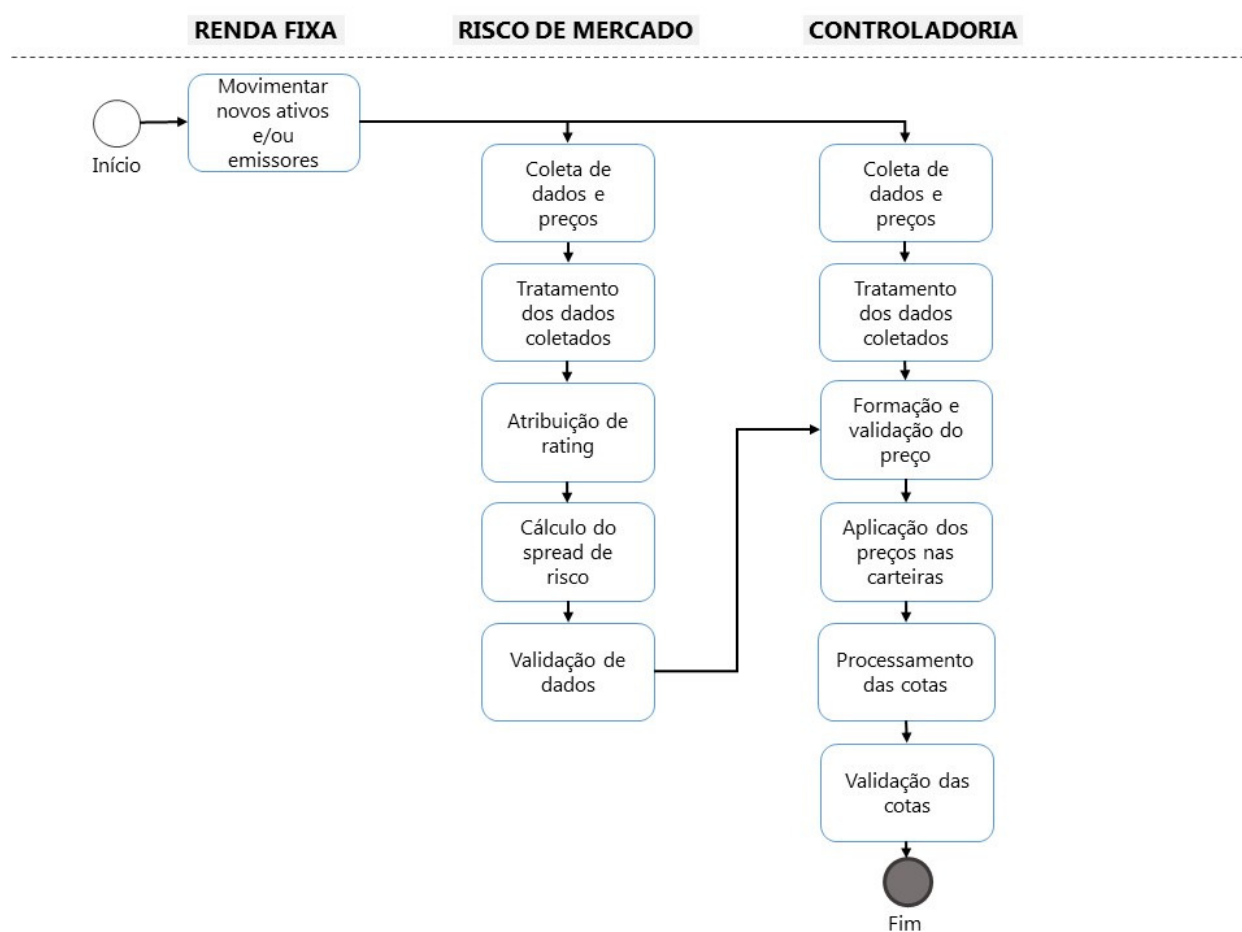 RENDA FIXA
RISCO DE MERCADO
CONTROLADORIA
Movimentar
novos ativos
e/ou
emissores
Início
Coleta de
dados e
preços
Tratamento
dos dados
coletados
Atribuição de
rating
Cálculo do
spread de
risco
Validação de
dados
Coleta de
dados e
preços
Tratamento
dos dados
coletados
Formação e
validação do
preço
Aplicação dos
preços nas
carteiras
Processamento
das cotas
Validação das
cotas
Fim